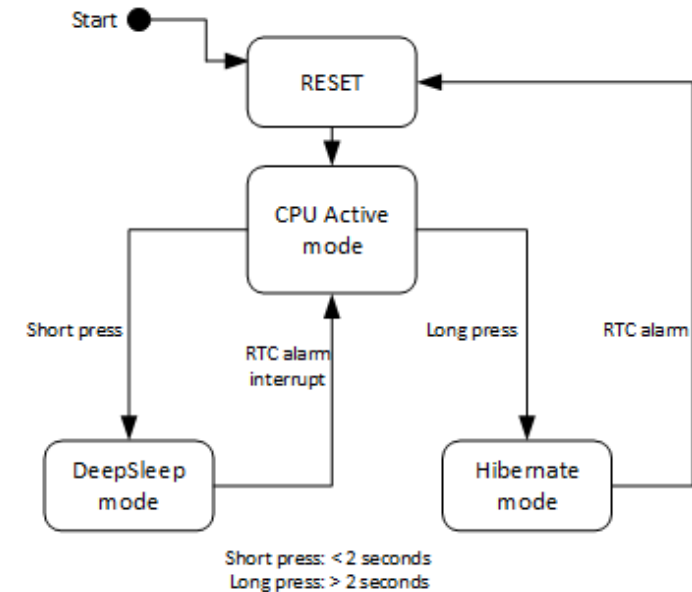 Start
RESET
CPU Active
mode
Short press
RTC alarm
interrupt
Long press
RTC alarm
DeepSleep
mode
Hibernate
mode
Short press: < 2 seconds
Long press: > 2 seconds